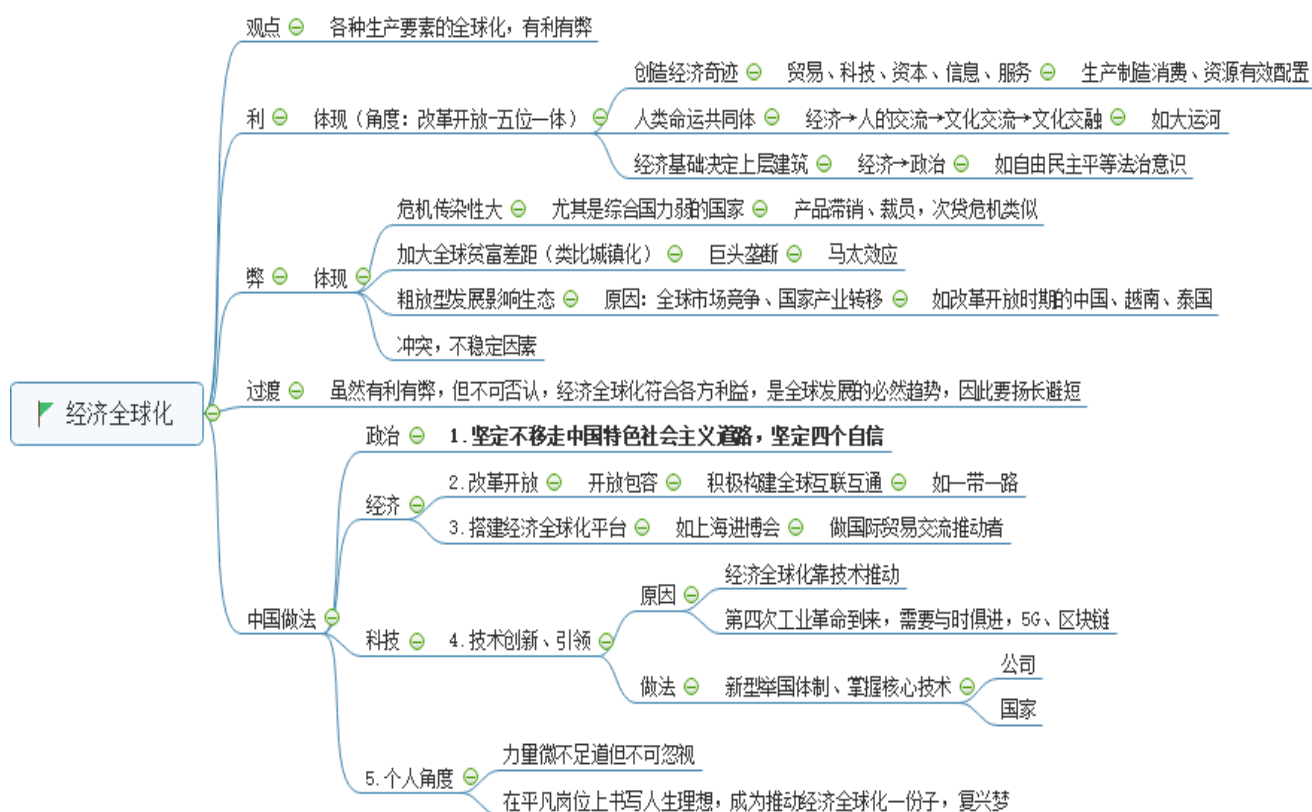 观点 各种生产要素的全球化，有利有弊
创造经济奇迹 贸易、科技、资本、信息、服务 生产制造消费、资源有效配置
利 体现（角度：改革开放-五位一体） 人类命运共同体 经济→人的交流→文化交流→文化交融 如大运河
经济基础决定上层建筑 经济→政治 如自由民主平等法治意识
危机传染性大 尤其是综合国力弱的国家 产品带销、裁员，次贷危机类似
加大全球贫富差距（类比城镇化） 巨头垄断 马太效应
弊 体现
粗放型发展影响生态 原因：全球市场竞争、国家产业转移 如改革开放时期的中国、越南、泰国
冲突，不稳定因素
过度 虽然有利有弊，但不可否认，经济全球化符合各方利益，是全球发展的必然趋势，因此要扬长避短
经济全球化
政治 1.坚定不移走中国特色社会主义道路，坚定四个自信
2.改革开放 开放包容 积极构建全球互联互通 如一带一路
经济
3.搭建经济全球化平台 如上海进博会 做国际贸易交流推动者
经济全球化靠技术推动
原因
第四次工业革命到来，需要与时俱进，5G、区块链
中国做法
科技 4.技术创新、引领
公司
做法 新型举国体制、掌握核心技术
国家
力量微不足道但不可忽视
5.个人角度
在平凡岗位上书写人生理想，成为推动经济全球化一份子，复兴梦